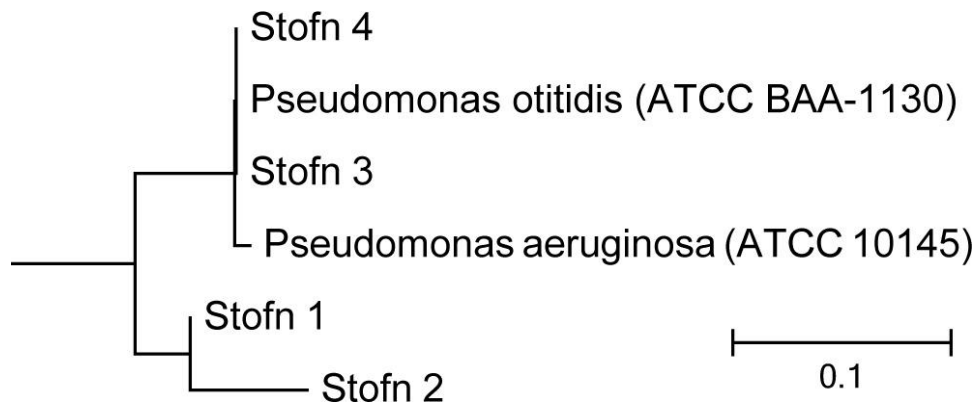 Stofn 4
Pseudomonas otitidis (ATCC BAA-1130)
Stofn 3
Pseudomonas aeruginosa (ATCC 10145)
Stofn 1
Stofn 2
0.1